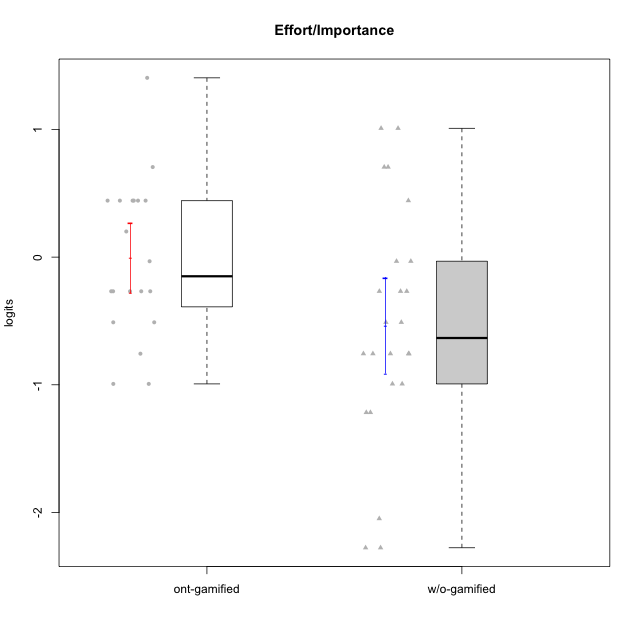 Effort/Importance
logits
1
0
-1
-2
ont-gamified
w/o-gamified